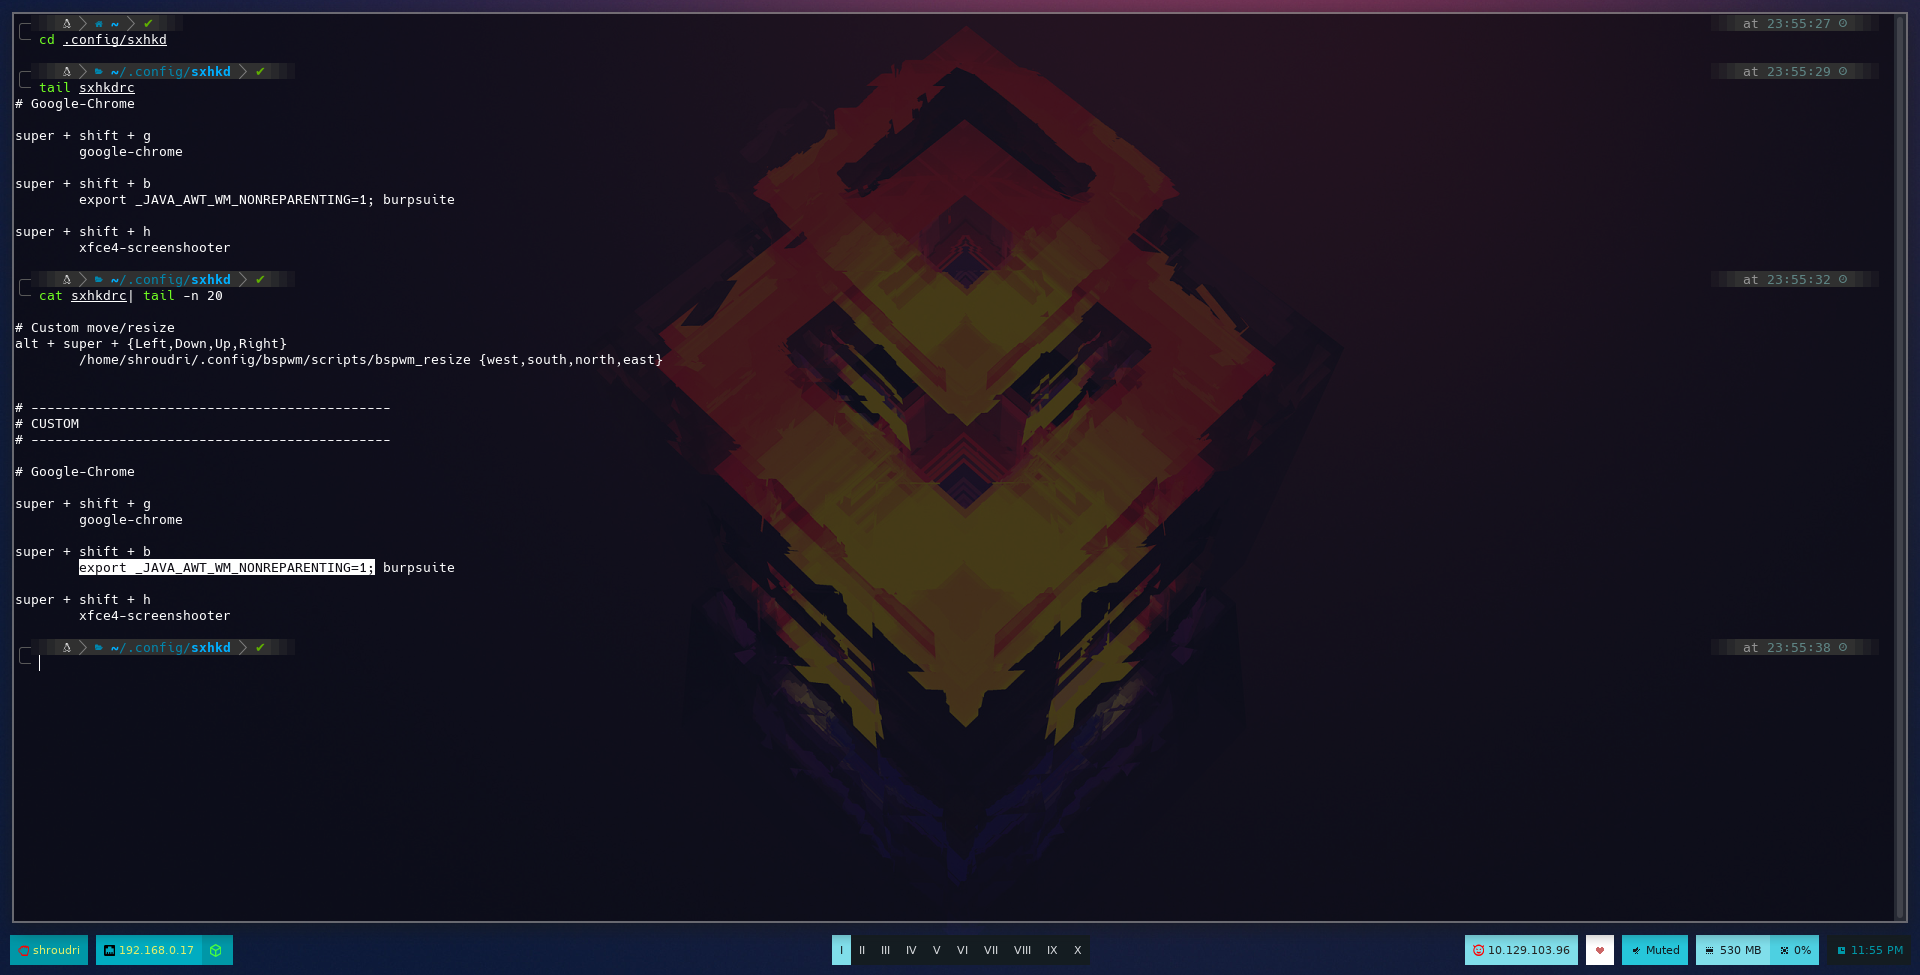 ~ ✔ at 23:55:27
cd .config/sxhkd
~/.config/sxhkd ✔ at 23:55:29
tail sxhkdrc
# Google-Chrome
super + shift + g
google-chrome
super + shift + b
export _JAVA_AWT_WM_NONREPARENTING=1; burpsuite
super + shift + h
xfce4-screenshooter
~/.config/sxhkd ✔ at 23:55:32
cat sxhkdrc| tail -n 20
# Custom move/resize
alt + super + {Left,Down,Up,Right}
/home/shroudri/.config/bspwm/scripts/bspwm_resize {west,south,north,east}
# ---------------------------------------------
# CUSTOM
# ---------------------------------------------
# Google-Chrome
super + shift + g
google-chrome
super + shift + b
export _JAVA_AWT_WM_NONREPARENTING=1; burpsuite
super + shift + h
xfce4-screenshooter
~/.config/sxhkd ✔ at 23:55:38
shroudri 192.168.0.17 I II III IV V VI VII VIII IX X 10.129.103.96 Muted 530 MB 0% 11:55 PM